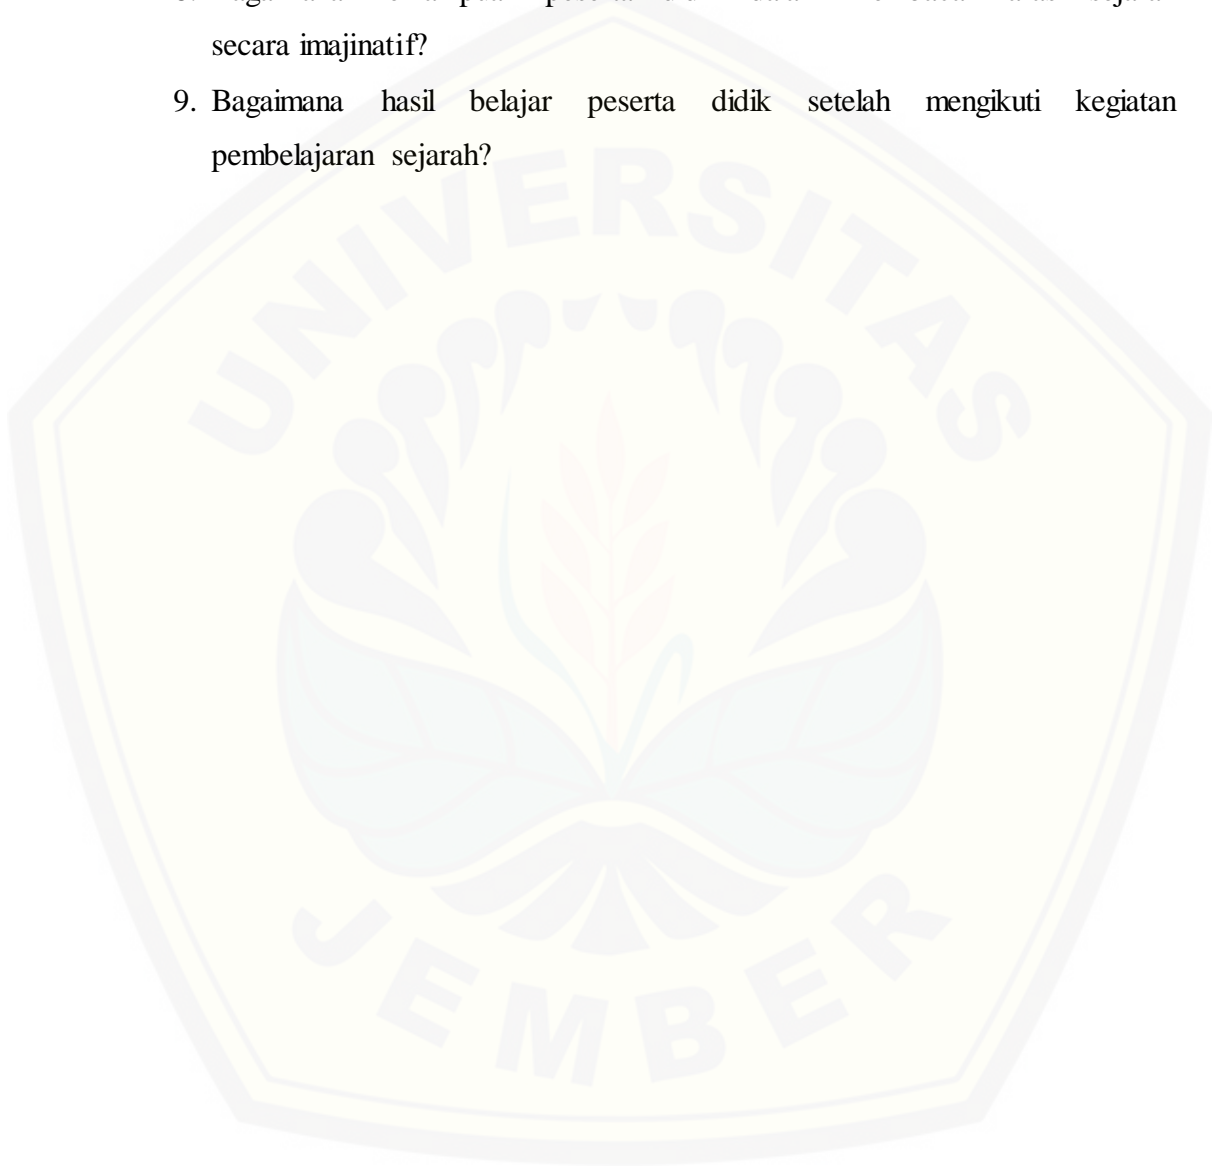 secara imajinatif?
9. Bagaimana hasil belajar peserta didik setelah mengikuti kegiatan
pembelajaran sejarah?
UNIVERSITAS
JEMBER